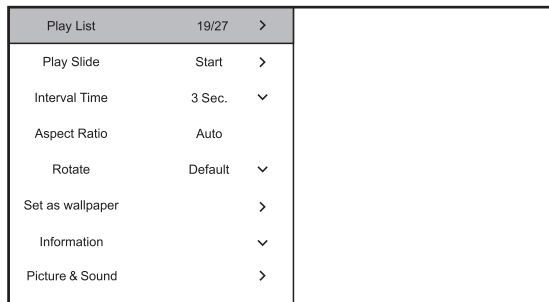 Play List 19/27 >
Play Slide Start >
Interval Time 3 Sec.
Aspect Ratio Auto
Rotate Default
Set as wallpaper >
Information
Picture & Sound >